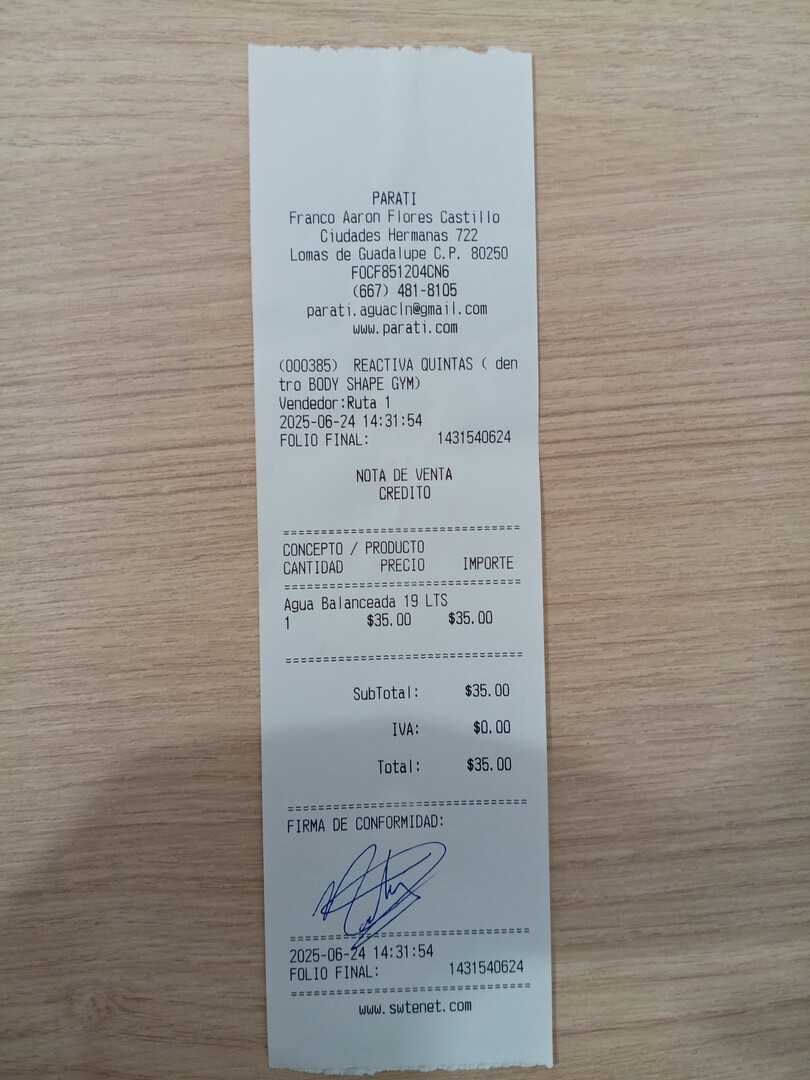 PARATI
Franco Aaron Flores Castillo
Ciudades Hermanas 722
Lomas de Guadalupe C.P. 80250
FOCF851204CN6
(667) 481-8105
parati.aguacln@gmail.com
www.parati.com
(000385) REACTIVA QUINTAS ( den
tro BODY SHAPE GYM)
Vendedor:Ruta 1
2025-06-24 14:31:54
FOLIO FINAL: 1431540624
NOTA DE VENTA
CREDITO
==========================
CONCEPTO / PRODUCTO
CANTIDAD PRECIO IMPORTE
==========================
Agua Balanceada 19 LTS
1 $35.00 $35.00
==========================
SubTotal: $35.00
IVA: $0.00
Total: $35.00
==========================
FIRMA DE CONFORMIDAD:
==========================
2025-06-24 14:31:54
FOLIO FINAL: 1431540624
==========================
www.swtenet.com